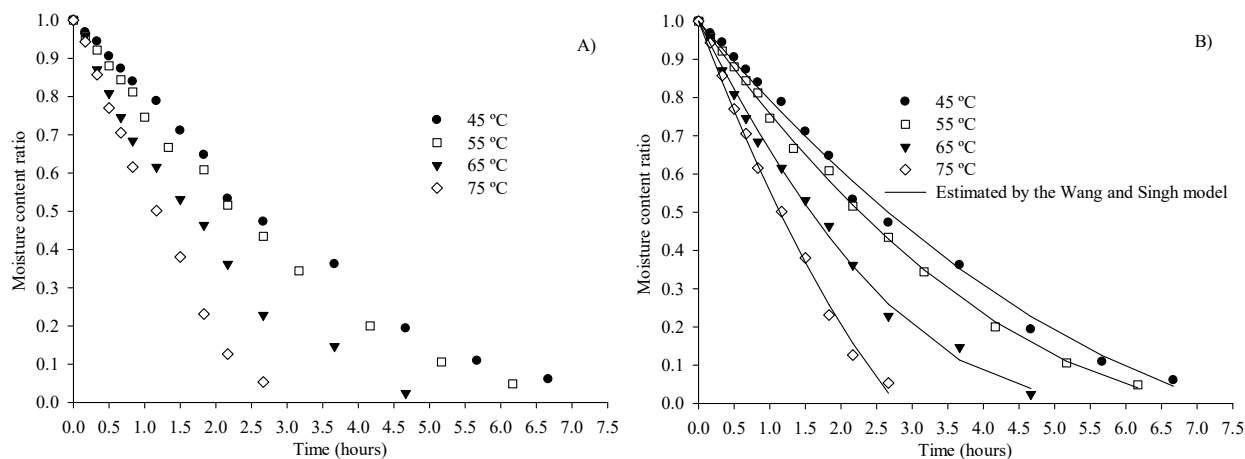 A)
Moisture content ratio
1.0
0.9
0.8
0.7
0.6
0.5
0.4
0.3
0.2
0.1
0.0
45 ºC
55 ºC
65 ºC
75 ºC
0.0 0.5 1.0 1.5 2.0 2.5 3.0 3.5 4.0 4.5 5.0 5.5 6.0 6.5 7.0 7.5
Time (hours)
B)
Moisture content ratio
1.0
0.9
0.8
0.7
0.6
0.5
0.4
0.3
0.2
0.1
0.0
45 ºC
55 ºC
65 ºC
75 ºC
Estimated by the Wang and Singh model
0.0 0.5 1.0 1.5 2.0 2.5 3.0 3.5 4.0 4.5 5.0 5.5 6.0 6.5 7.0 7.5
Time (hours)